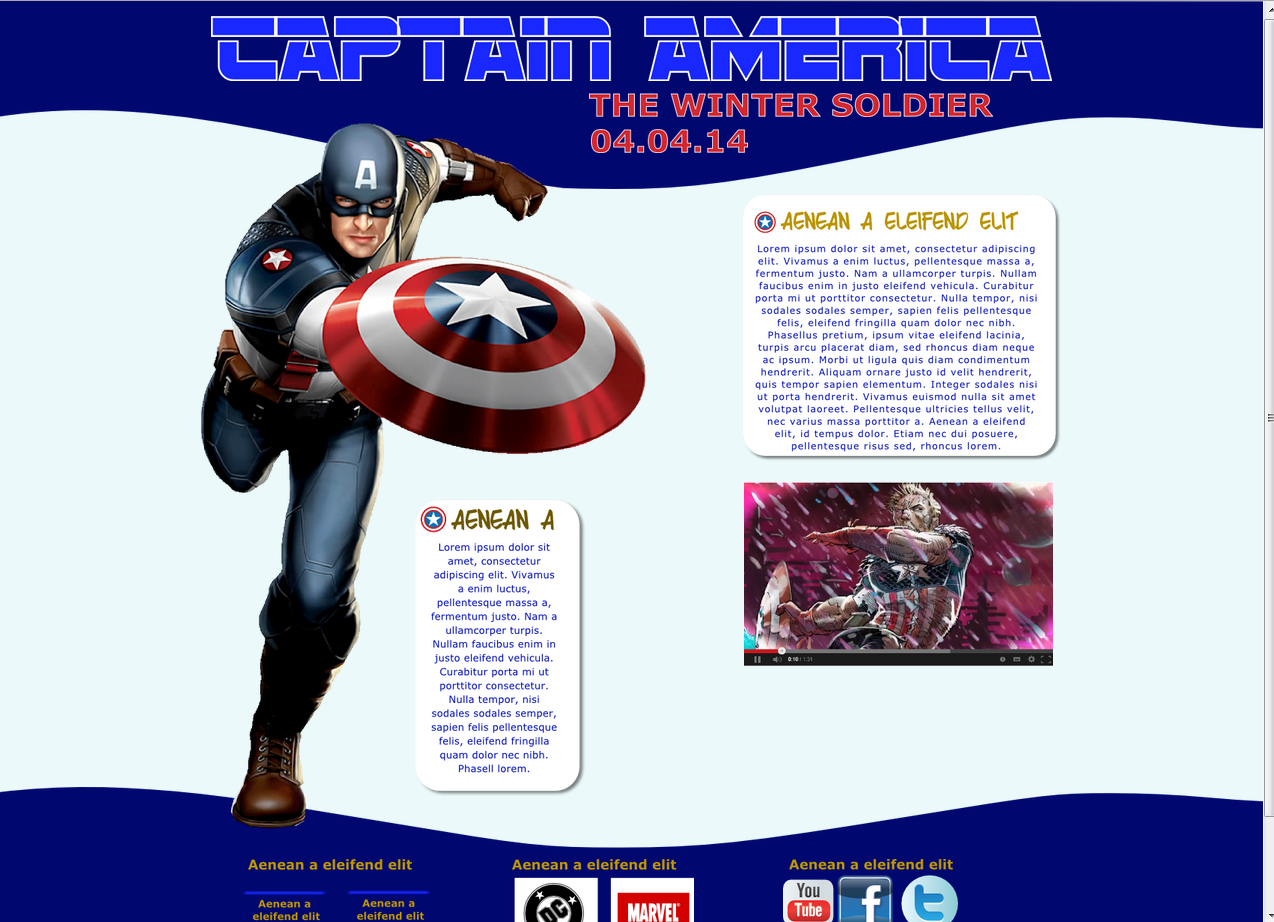 CAPTAIN AMERICA
THE WINTER SOLDIER
04.04.14
A
AENEAN A ELEIFEND ELIT
Lorem ipsum dolor sit amet, consectetur adipiscing
elit. Vivamus a enim luctus, pellentesque massa a,
fermentum justo. Nam a ullamcorper turpis. Nullam
faucibus enim in justo eleifend vehicula. Curabitur
porta mi ut porttitor consectetur. Nulla tempor, nisi
sodales sodales semper, sapien felis pellentesque
felis, eleifend fringilla quam dolor nec nibh.
Phasellus pretium, ipsum vitae eleifend lacinia,
turpis arcu placerat diam, sed rhoncus diam neque
ac ipsum. Morbi ut ligula quis diam condimentum
hendrerit. Aliquam ornare justo id velit hendrerit,
quis tempor sapien elementum. Integer sodales nisi
ut porta hendrerit. Vivamus euismod nulla sit amet
volutpat laoreet. Pellentesque ultricies tellus velit,
nec varius massa porttitor a. Aenean a eleifend
elit, id tempus dolor. Etiam nec dui posuere,
pellentesque risus sed, rhoncus lorem.
0:10 / 1:31
AENEAN A
Lorem ipsum dolor sit
amet, consectetur
adipiscing elit. Vivamus
a enim luctus,
pellentesque massa a,
fermentum justo. Nam a
ullamcorper turpis.
Nullam faucibus enim in
justo eleifend vehicula.
Curabitur porta mi ut
porttitor consectetur.
Nulla tempor, nisi
sodales sodales semper,
sapien felis pellentesque
felis, eleifend fringilla
quam dolor nec nibh.
Phasell lorem.
Aenean a eleifend elit
Aenean a
eleifend elit
Aenean a
eleifend elit
Aenean a eleifend elit
DC
MARVEL
Aenean a eleifend elit
You
Tube
f
t